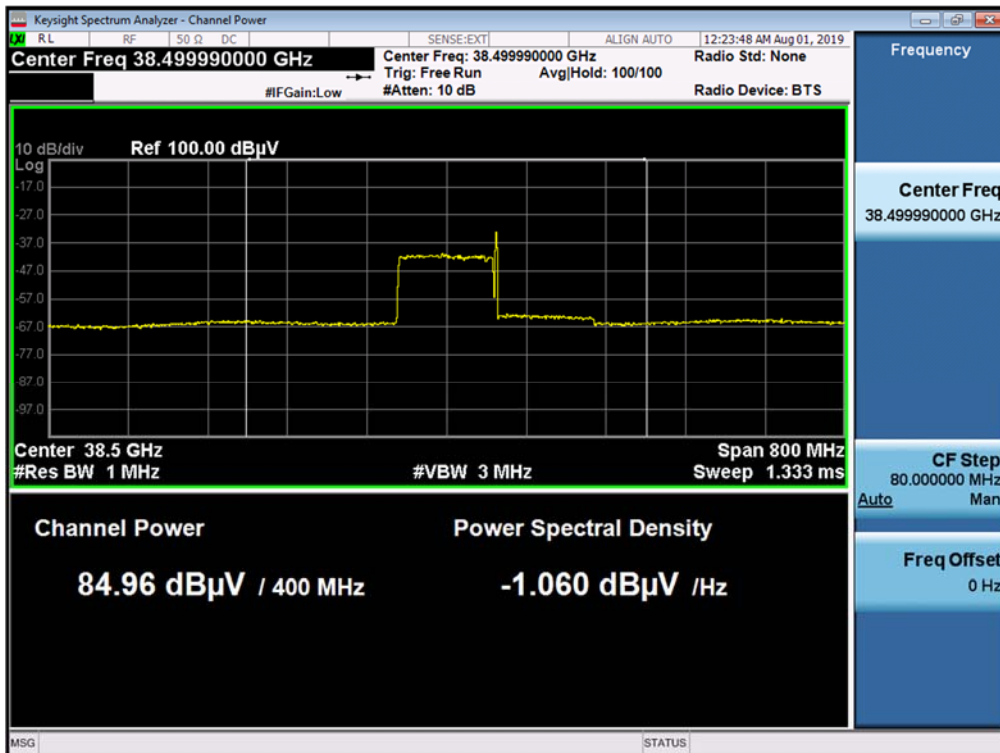 Keysight Spectrum Analyzer - Channel Power
LXI RL RF 50 Ω DC SENSE:EXT ALIGN AUTO 12:23:48 AM Aug 01, 2019
Center Freq 38.499990000 GHz
#IFGain:Low
Center Freq: 38.499990000 GHz
Trig: Free Run Avg|Hold: 100/100
#Atten: 10 dB
Radio Std: None
Radio Device: BTS
10 dB/div Ref 100.00 dBµV
Log
-17.0
-27.0
-37.0
-47.0
-57.0
-67.0
-77.0
-87.0
-97.0
Center 38.5 GHz Span 800 MHz
#Res BW 1 MHz #VBW 3 MHz Sweep 1.333 ms
Channel Power Power Spectral Density
84.96 dBµV / 400 MHz -1.060 dBµV /Hz
MSG STATUS
Frequency
Center Freq
38.499990000 GHz
CF Step
80.000000 MHz
Auto Man
Freq Offset
0 Hz